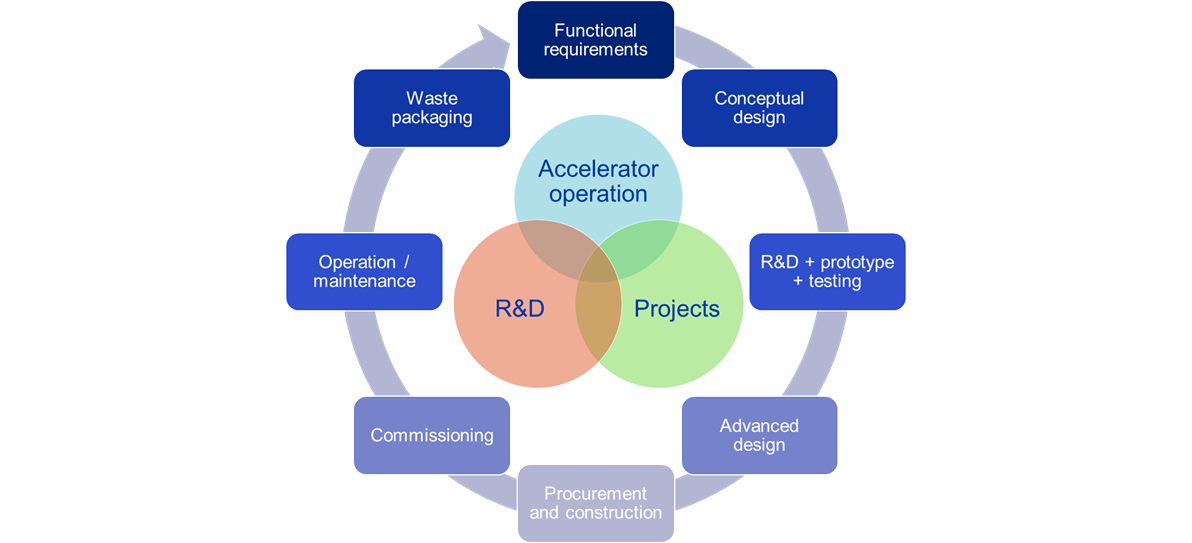 Functional
requirements
Conceptual
design
R&D + prototype
+ testing
Advanced
design
Procurement
and construction
Commissioning
Operation /
maintenance
Waste
packaging
Accelerator
operation
R&D
Projects